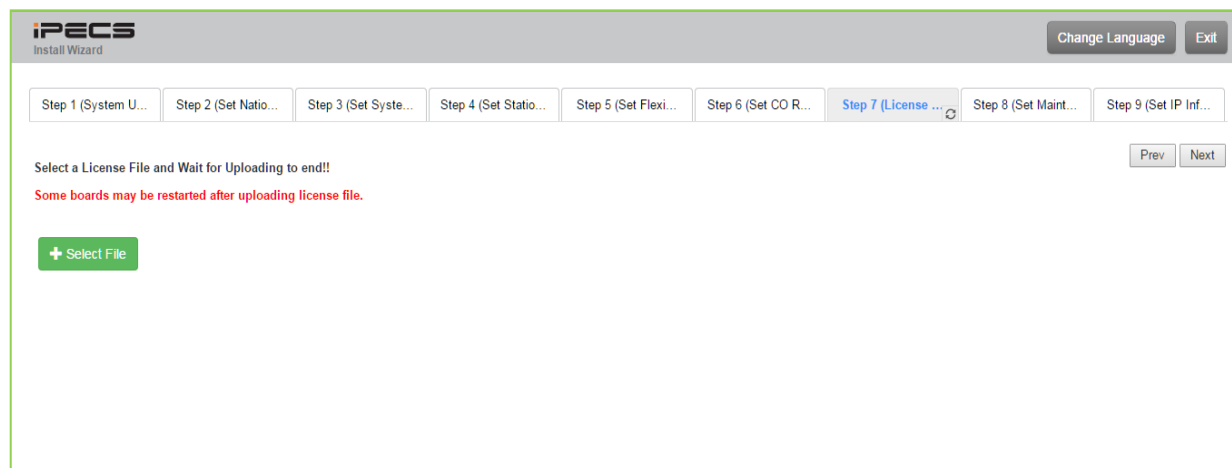 iPECS
Install Wizard
Change Language
Exit
Step 1 (System U...
Step 2 (Set Natio...
Step 3 (Set Syste...
Step 4 (Set Statio...
Step 5 (Set Flexi...
Step 6 (Set CO R...
Step 7 (License ...
Step 8 (Set Maint...
Step 9 (Set IP Inf...
Prev
Next
Select a License File and Wait for Uploading to end!!
Some boards may be restarted after uploading license file.
Select File